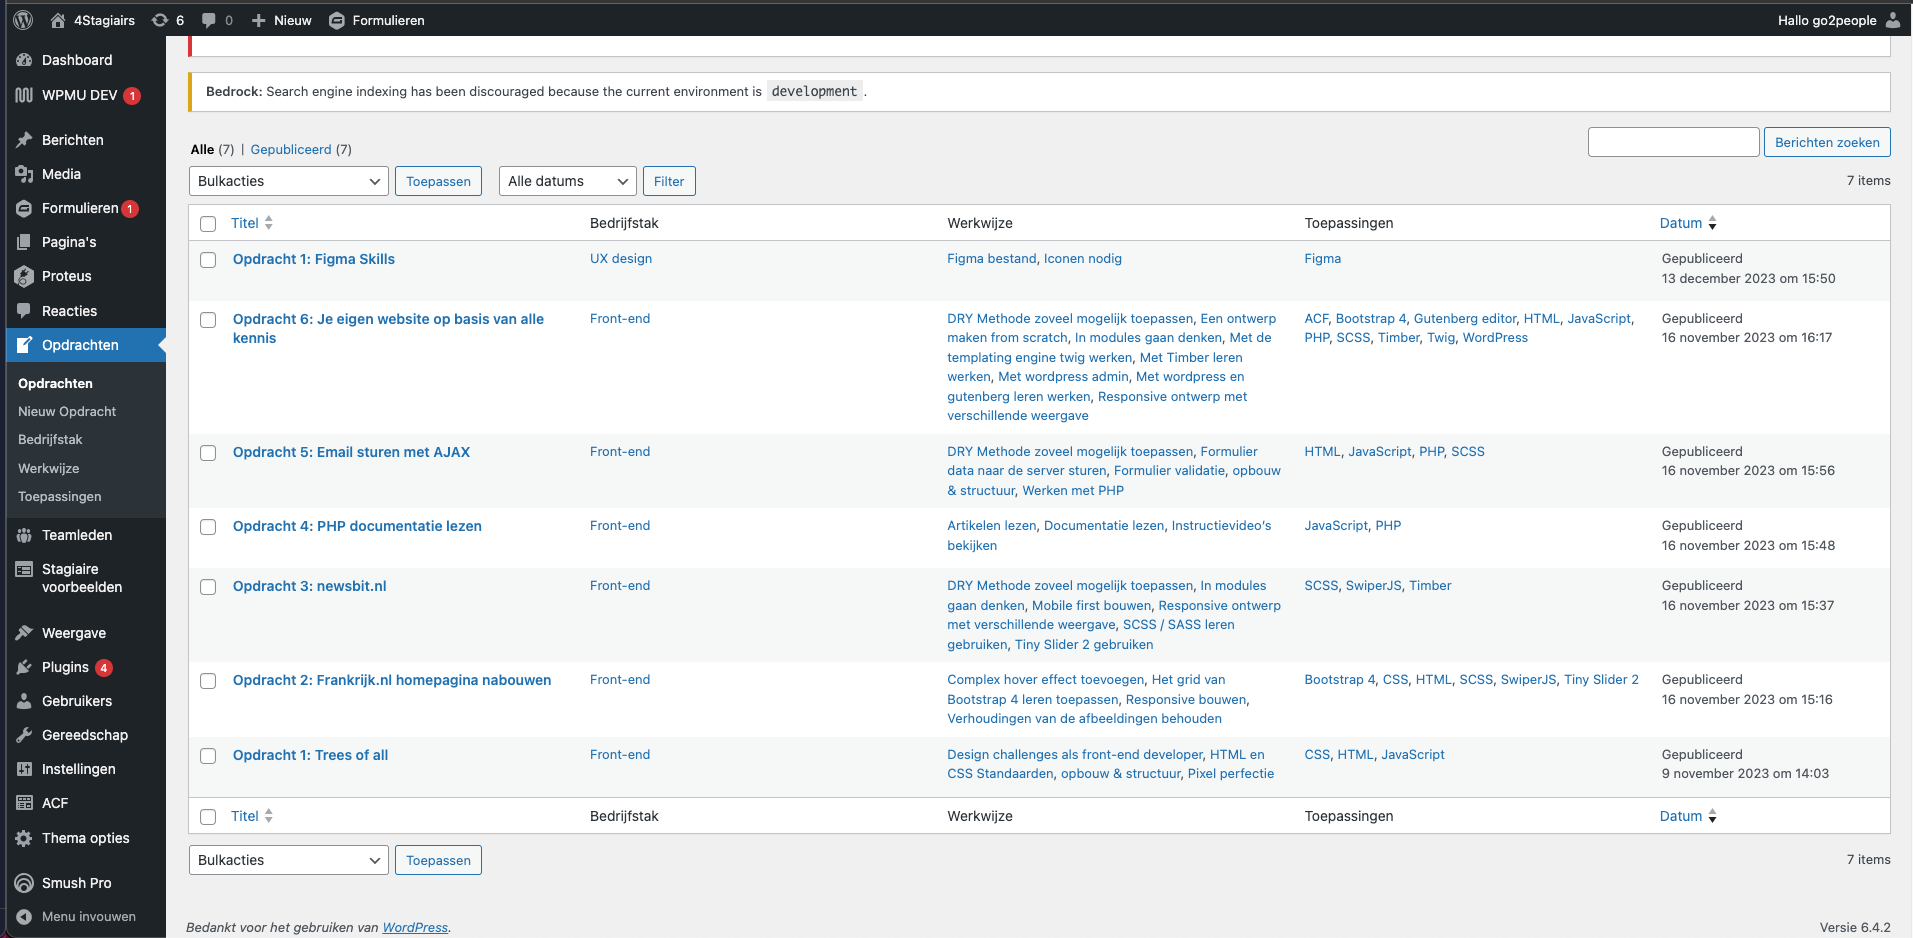 4Stagiairs 6 0 Nieuw Formulieren Hallo go2people
Dashboard
WPMU DEV 1
Berichten
Media
Formulieren 1
Pagina's
Proteus
Reacties
Opdrachten
Opdrachten
Nieuw Opdracht
Bedrijfstak
Werkwijze
Toepassingen
Teamleden
Stagiaire
voorbeelden
Weergave
Plugins 4
Gebruikers
Gereedschap
Instellingen
ACF
Thema opties
Smush Pro
Menu invouwen
Bedrock: Search engine indexing has been discouraged because the current environment is development .
Alle (7) | Gepubliceerd (7)
Berichten zoeken
Bulkacties Toepassen Alle datums Filter 7 items
Titel Bedrijfstak Werkwijze Toepassingen Datum
Opdracht 1: Figma Skills UX design Figma bestand, Iconen nodig Figma Gepubliceerd
13 december 2023 om 15:50
Opdracht 6: Je eigen website op basis van alle
kennis
Front-end
DRY Methode zoveel mogelijk toepassen, Een ontwerp
maken from scratch, In modules gaan denken, Met de
templating engine twig werken, Met Timber leren
werken, Met wordpress admin, Met wordpress en
gutenberg leren werken, Responsive ontwerp met
verschillende weergave
ACF, Bootstrap 4, Gutenberg editor, HTML, JavaScript,
PHP, SCSS, Timber, Twig, WordPress
Gepubliceerd
16 november 2023 om 16:17
Opdracht 5: Email sturen met AJAX
Front-end
DRY Methode zoveel mogelijk toepassen, Formulier
data naar de server sturen, Formulier validatie, opbouw
& structuur, Werken met PHP
HTML, JavaScript, PHP, SCSS
Gepubliceerd
16 november 2023 om 15:56
Opdracht 4: PHP documentatie lezen
Front-end
Artikelen lezen, Documentatie lezen, Instructievideo's
bekijken
JavaScript, PHP
Gepubliceerd
16 november 2023 om 15:48
Opdracht 3: newsbit.nl
Front-end
DRY Methode zoveel mogelijk toepassen, In modules
gaan denken, Mobile first bouwen, Responsive ontwerp
met verschillende weergave, SCSS / SASS leren
gebruiken, Tiny Slider 2 gebruiken
SCSS, SwiperJS, Timber
Gepubliceerd
16 november 2023 om 15:37
Opdracht 2: Frankrijk.nl homepagina nabouwen
Front-end
Complex hover effect toevoegen, Het grid van
Bootstrap 4 leren toepassen, Responsive bouwen,
Verhoudingen van de afbeeldingen behouden
Bootstrap 4, CSS, HTML, SCSS, SwiperJS, Tiny Slider 2
Gepubliceerd
16 november 2023 om 15:16
Opdracht 1: Trees of all
Front-end
Design challenges als front-end developer, HTML en
CSS Standaarden, opbouw & structuur, Pixel perfectie
CSS, HTML, JavaScript
Gepubliceerd
9 november 2023 om 14:03
Titel Bedrijfstak Werkwijze Toepassingen Datum
Bulkacties Toepassen 7 items
Bedankt voor het gebruiken van WordPress. Versie 6.4.2